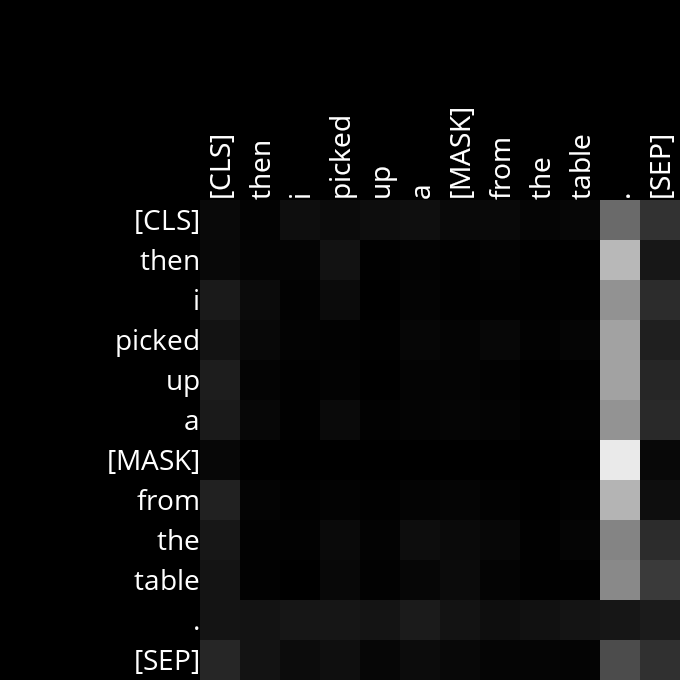 [CLS] then i picked up a [MASK] from the table . [SEP]
[CLS]
then
i
picked
up
a
[MASK]
from
the
table
.
[SEP]